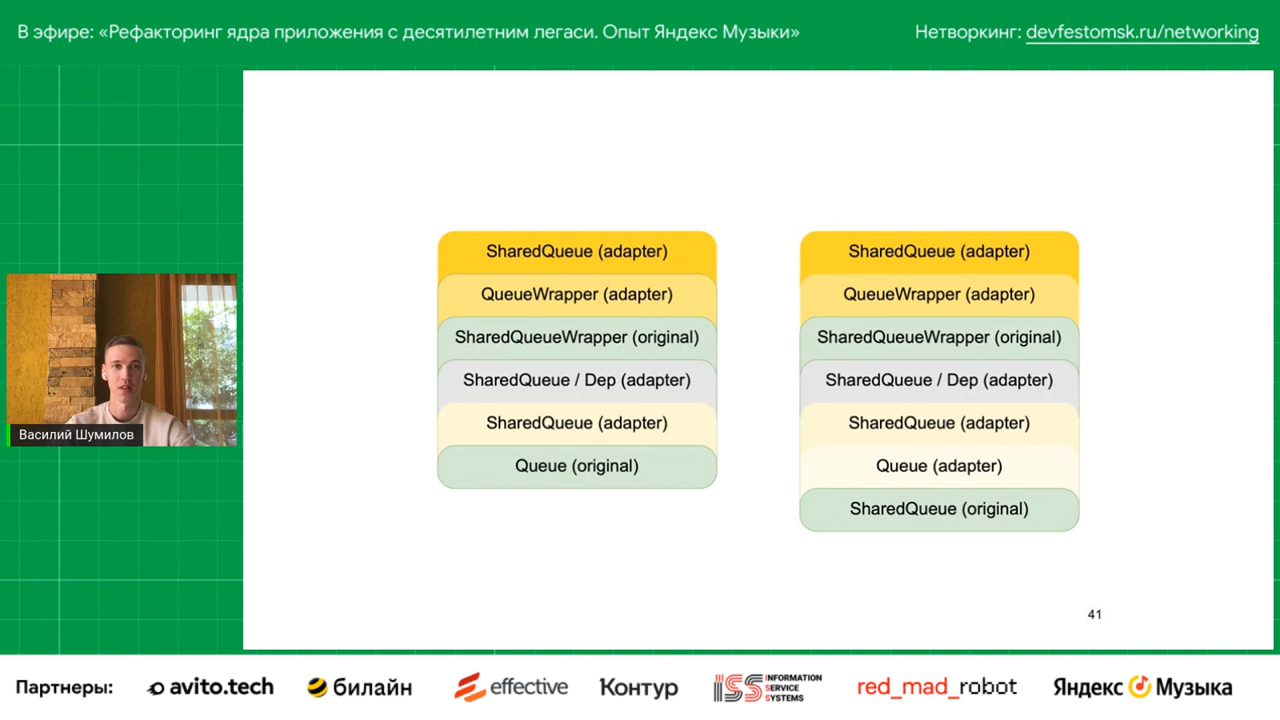 В эфире: «Рефакторинг ядра приложения с десятилетним легаси. Опыт Яндекс Музыки»
Нетворкинг: devfestomsk.ru/networking
SharedQueue (adapter)
QueueWrapper (adapter)
SharedQueueWrapper (original)
SharedQueue / Dep (adapter)
SharedQueue (adapter)
Queue (original)
SharedQueue (adapter)
QueueWrapper (adapter)
SharedQueueWrapper (original)
SharedQueue / Dep (adapter)
SharedQueue (adapter)
Queue (adapter)
SharedQueue (original)
Василий Шумилов
41
Партнеры:
avito.tech
билайн
effective
Контур
ISS INFORMATION
SERVICE
SYSTEMS
red_mad_robot
Яндекс Музыка